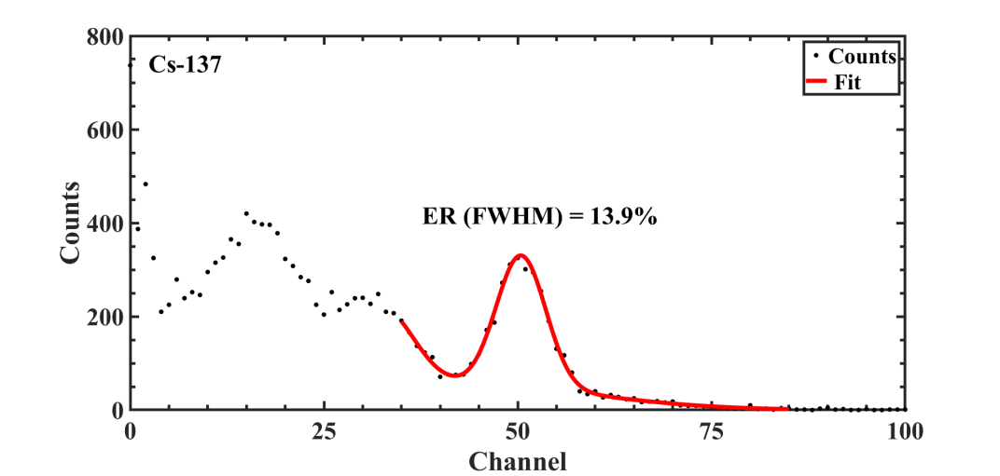 800
600
400
200
0
Counts
Cs-137
Counts
Fit
ER (FWHM) = 13.9%
0
25
50
75
100
Channel